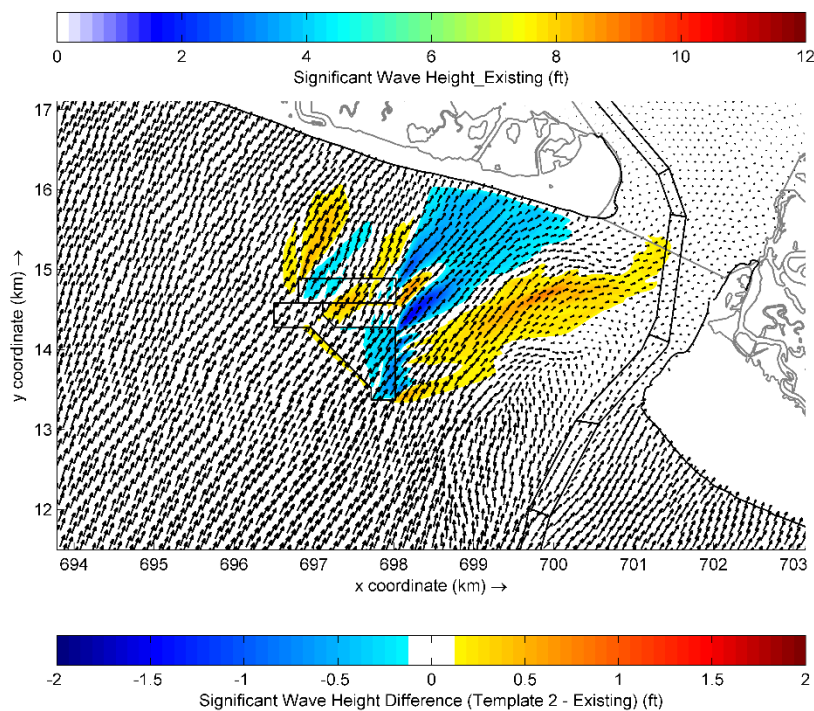 0 2 4 6 8 10 12
Significant Wave Height_Existing (ft)
17
16
15
14
13
12
y coordinate (km) →
694 695 696 697 698 699 700 701 702 703
x coordinate (km) →
-2 -1.5 -1 -0.5 0 0.5 1 1.5 2
Significant Wave Height Difference (Template 2 - Existing) (ft)